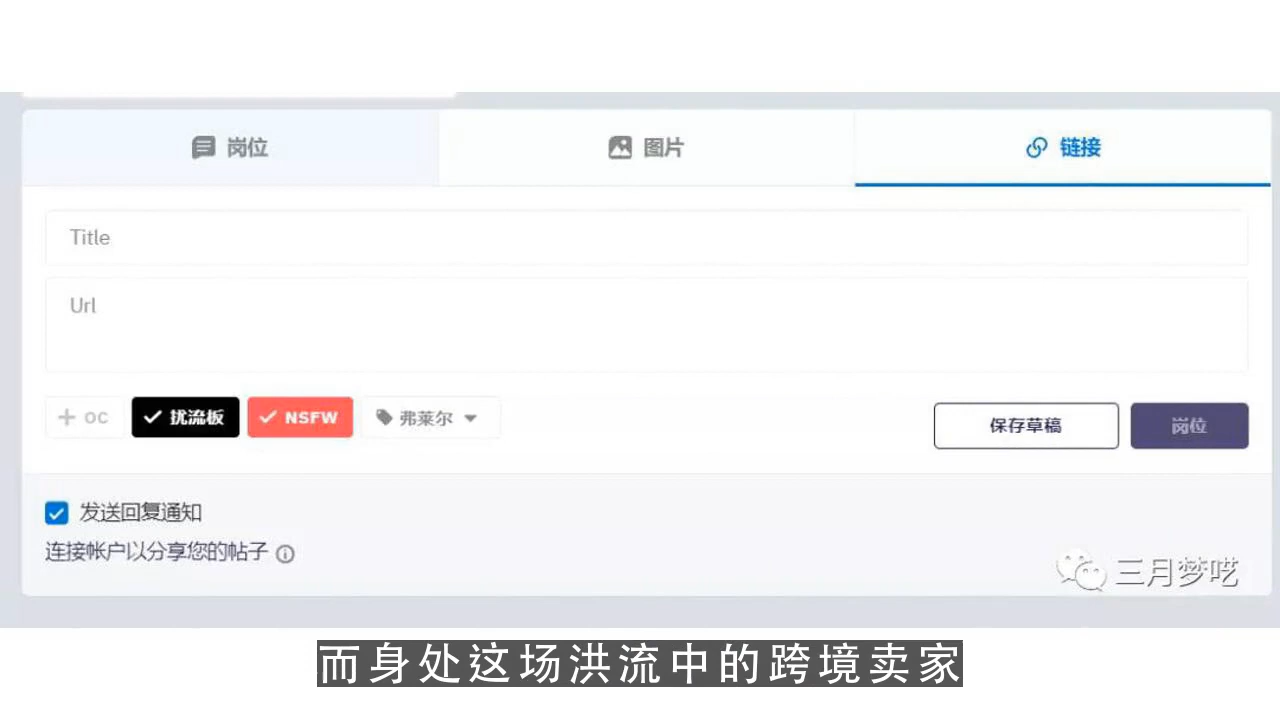 岗位 图片 链接
Title
Url
OC 扰流板 NSFW 弗莱尔 保存草稿 岗位
发送回复通知
连接帐户以分享您的帖子
三月梦呓
而身处这场洪流中的跨境卖家